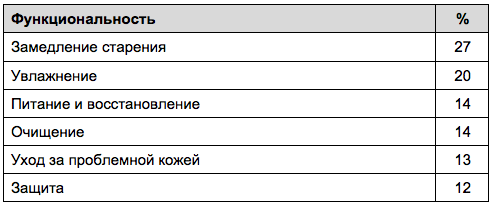 Функциональность %
Замедление старения 27
Увлажнение 20
Питание и восстановление 14
Очищение 14
Уход за проблемной кожей 13
Защита 12